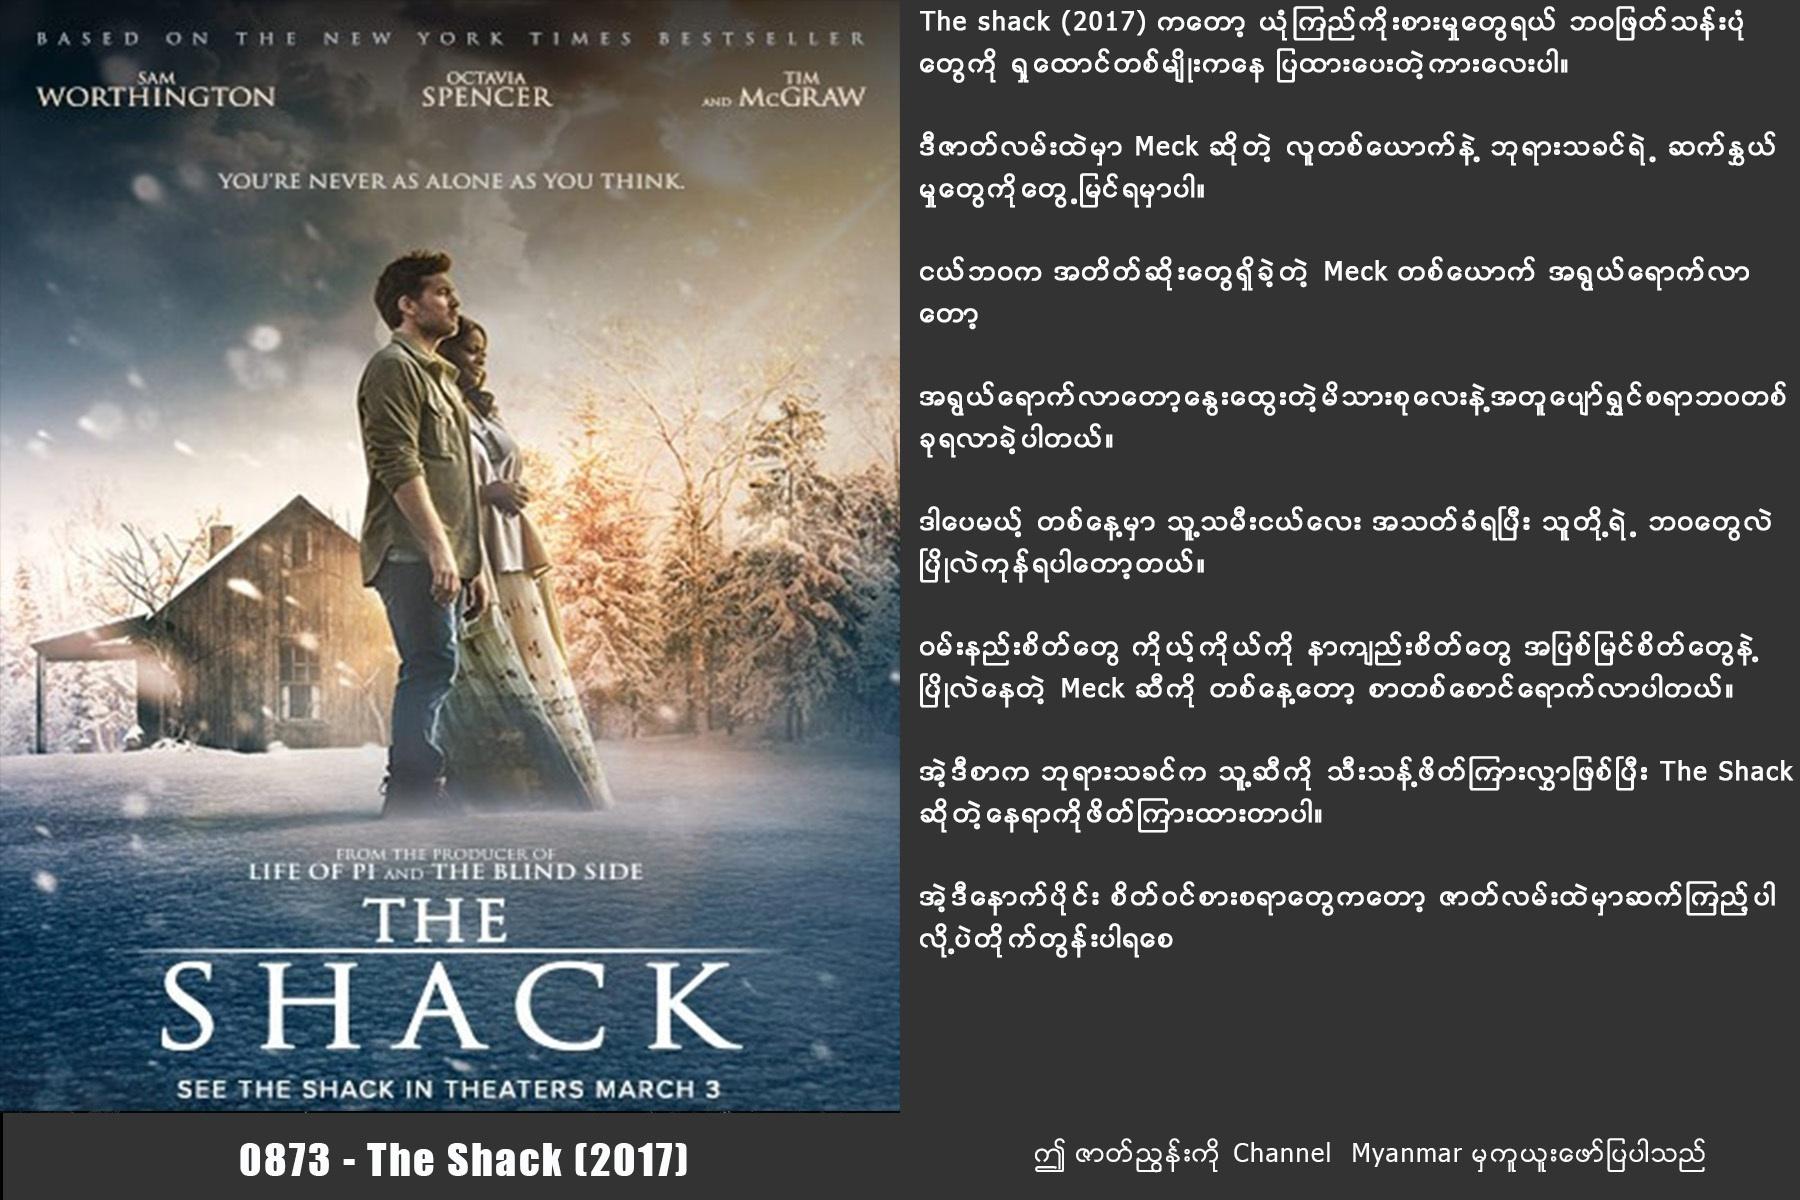 BASED ON THE NEW YORK TIMES BESTSELLER
SAM WORTHINGTON
OCTAVIA SPENCER
AND TIM McGRAW
YOU'RE NEVER AS ALONE AS YOU THINK.
FROM THE PRODUCER OF
LIFE OF PI AND THE BLIND SIDE
THE
SHACK
SEE THE SHACK IN THEATERS MARCH 3
0873 - The Shack (2017)
The shack (2017) ကတော့ ယုံကြည်ကိုးစားမှုတွေရယ် ဘဝဖြတ်သန်းပုံ
တွေကို ရှုထောင်တစ်မျိုးကနေ ပြထားပေးတဲ့ကားလေးပါ။
ဒီဇာတ်လမ်းထဲမှာ Meck ဆိုတဲ့ လူတစ်ယောက်နဲ့ ဘုရားသခင်ရဲ့ ဆက်နွှယ်
မှုတွေကိုတွေ့မြင်ရမှာပါ။
ငယ်ဘဝက အတိတ်ဆိုးတွေရှိခဲ့တဲ့ Meck တစ်ယောက် အရွယ်ရောက်လာ
တော့
အရွယ်ရောက်လာတော့နွေးထွေးတဲ့မိသားစုလေးနဲ့အတူပျော်ရွှင်စရာဘဝတစ်
ခုရလာခဲ့ပါတယ်။
ဒါပေမယ့် တစ်နေ့မှာ သူ့သမီးငယ်လေး အသတ်ခံရပြီး သူတို့ရဲ့ ဘဝတွေလဲ
ပြိုလဲကုန်ရပါတော့တယ်။
ဝမ်းနည်းစိတ်တွေ ကိုယ့်ကိုယ်ကို နာကျည်းစိတ်တွေ အပြစ်မြင်စိတ်တွေနဲ့
ပြိုလဲနေတဲ့ Meck ဆီကို တစ်နေ့တော့ စာတစ်စောင်ရောက်လာပါတယ်။
အဲ့ဒီစာက ဘုရားသခင်က သူ့ဆီကို သီးသန့်ဖိတ်ကြားလွှာဖြစ်ပြီး The Shack
ဆိုတဲ့နေရာကိုဖိတ်ကြားထားတာပါ။
အဲ့ဒီနောက်ပိုင်း စိတ်ဝင်စားစရာတွေကတော့ ဇာတ်လမ်းထဲမှာဆက်ကြည့်ပါ
လို့ပဲတိုက်တွန်းပါရစေ
ဤ ဇာတ်ညွှန်းကို Channel Myanmar မှကူယူးဖော်ပြပါသည်